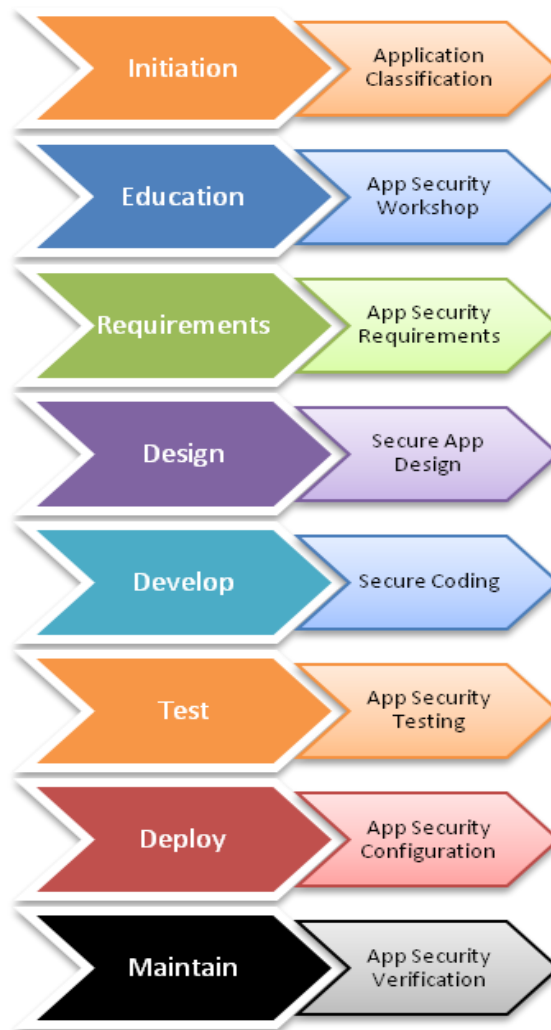 Initiation
Application
Classification
Education
App Security
Workshop
Requirements
App Security
Requirements
Design
Secure App
Design
Develop
Secure Coding
Test
App Security
Testing
Deploy
App Security
Configuration
Maintain
App Security
Verification